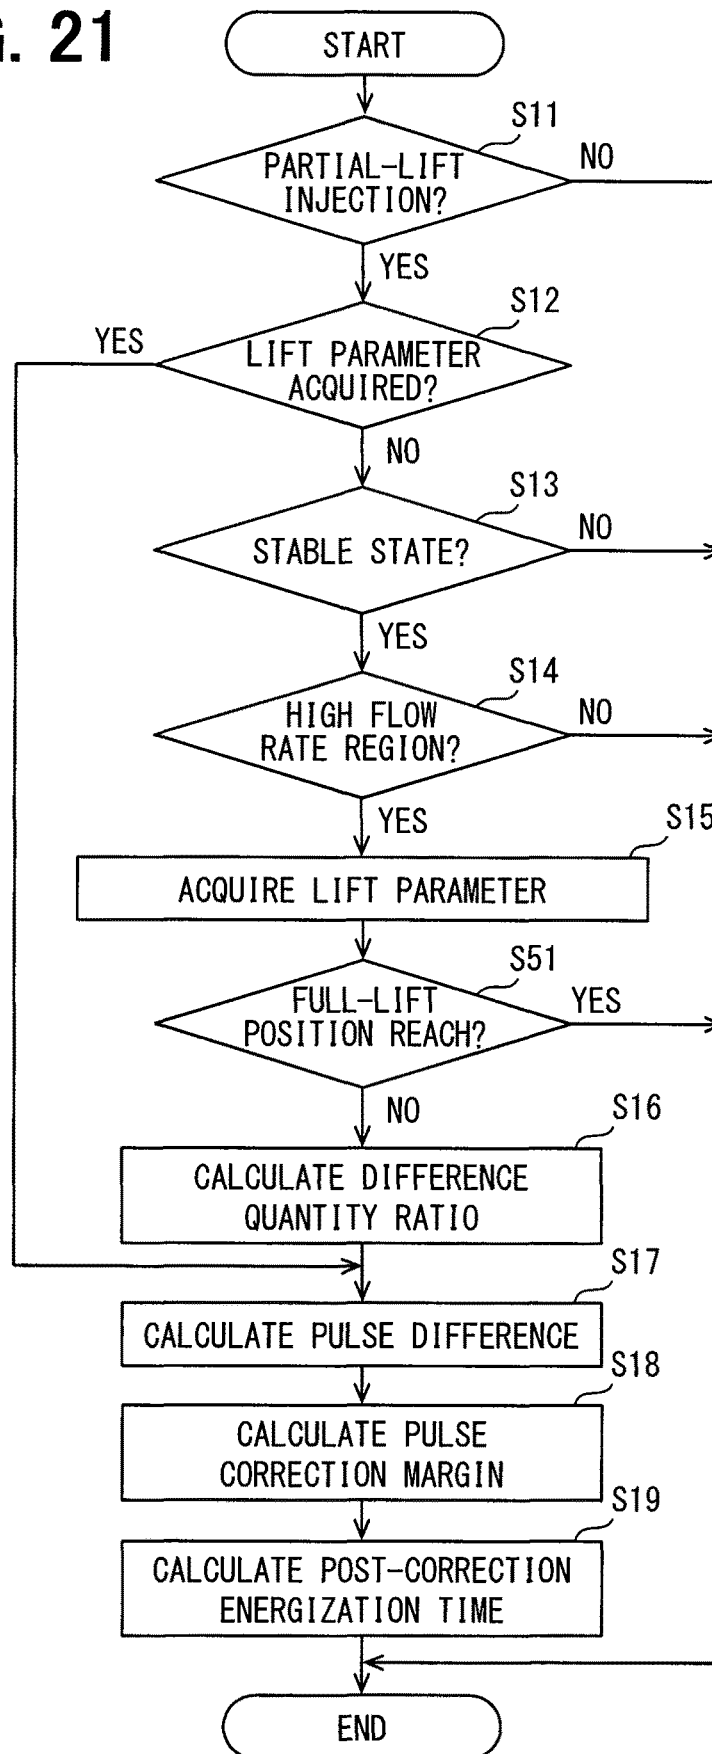 . 21
START
S11
PARTIAL-LIFT
INJECTION?
NO
YES
S12
YES
LIFT PARAMETER
ACQUIRED?
NO
S13
STABLE STATE?
NO
YES
S14
HIGH FLOW
RATE REGION?
NO
YES
S15
ACQUIRE LIFT PARAMETER
S51
FULL-LIFT
POSITION REACH?
YES
NO
S16
CALCULATE DIFFERENCE
QUANTITY RATIO
S17
CALCULATE PULSE DIFFERENCE
S18
CALCULATE PULSE
CORRECTION MARGIN
S19
CALCULATE POST-CORRECTION
ENERGIZATION TIME
END